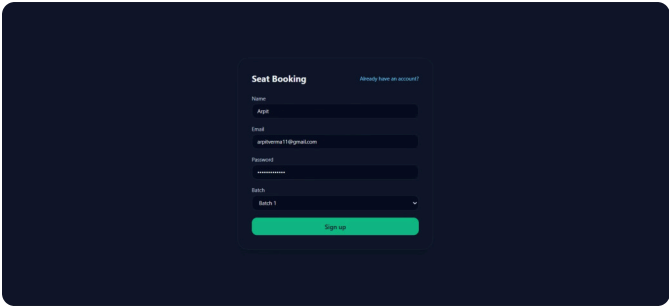 Seat Booking
Already have an account?
Name
Arpit
Email
arpitverma11@gmail.com
Password
••••••••••••••
Batch
Batch 1
Sign up